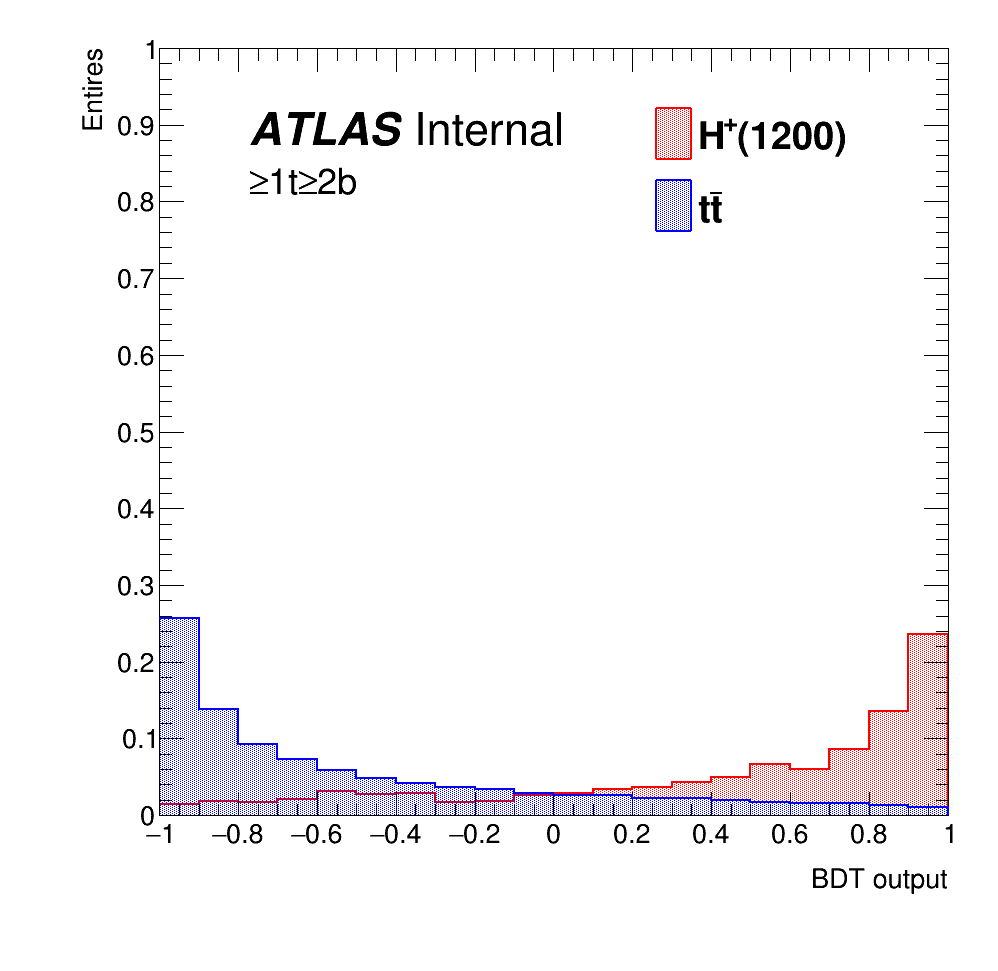 Entires
1
0.9
0.8
0.7
0.6
0.5
0.4
0.3
0.2
0.1
0
ATLAS Internal
≥1t≥2b
H⁺(1200)
tt̄
−1 −0.8 −0.6 −0.4 −0.2 0 0.2 0.4 0.6 0.8 1
BDT output